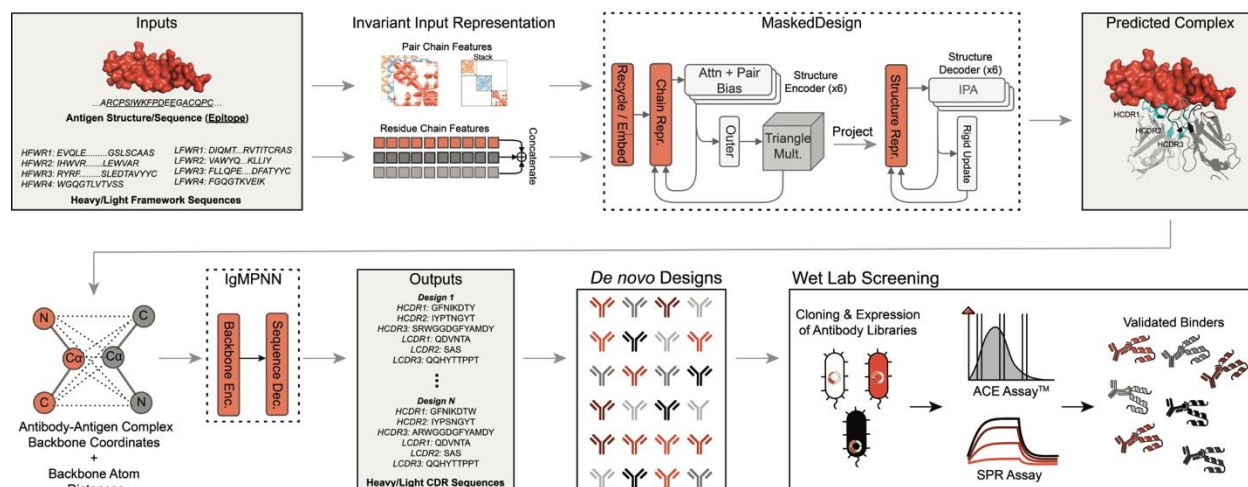 Inputs
...ARCPSIWKFPDEEGACQPC...
Antigen Structure/Sequence (Epitope)
HFWR1: EVQLE.........GSLSCAAS
HFWR2: IHWVR.......LEWVAR
HFWR3: RYRF.........SLEDTAVYYC
HFWR4: WGQGTLVTVSS
LFWR1: DIQMT...RVTITCRAS
LFWR2: VAWYQ...KLLIY
LFWR3: FLLQPE....DFATYYC
LFWR4: FGQGTKVEIK
Heavy/Light Framework Sequences
Invariant Input Representation
Pair Chain Features
Stack
Residue Chain Features
Concatenate
MaskedDesign
Recycle / Embed
Chain Repr.
Attn + Pair
Bias
Structure
Encoder (x6)
Outer
Triangle
Mult.
Project
Structure Repr.
Structure
Decoder (x6)
IPA
Rigid Update
Predicted Complex
HCDR1
HCDR2
HCDR3
N
C
Cα
Cα
C
N
Antibody-Antigen Complex
Backbone Coordinates
+
Backbone Atom
Distances
IgMPNN
Backbone Enc.
Sequence Dec.
Outputs
Design 1
HCDR1: GFNIKDTY
HCDR2: IYPTNGYT
HCDR3: SRWGGDGFYAMDY
LCDR1: QDVNTA
LCDR2: SAS
LCDR3: QQHYTTPPT
⋮
Design N
HCDR1: GFNIKDTW
HCDR2: IYPSNGYT
HCDR3: ARWGGDGFYAMDY
LCDR1: QDVNTA
LCDR2: SAS
LCDR3: QQHYTTPPT
Heavy/Light CDR Sequences
De novo Designs
Wet Lab Screening
Cloning & Expression
of Antibody Libraries
ACE Assay™
SPR Assay
Validated Binders